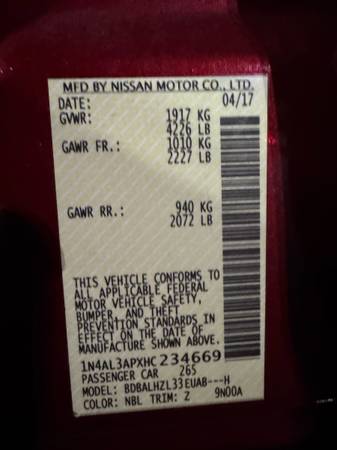 MFD BY NISSAN MOTOR CO., LTD.
DATE: 04/17
GVWR: 1917 KG
4226 LB
GAWR FR.: 1010 KG
2227 LB
GAWR RR.: 940 KG
2072 LB
THIS VEHICLE CONFORMS TO
ALL APPLICABLE FEDERAL
MOTOR VEHICLE SAFETY,
BUMPER, AND THEFT
PREVENTION STANDARDS IN
EFFECT ON THE DATE OF
MANUFACTURE SHOWN ABOVE.
1N4AL3APXHC234669
PASSENGER CAR 265
MODEL: BDBALHZL33EUAB---H
COLOR: NBL TRIM: Z 9N00A